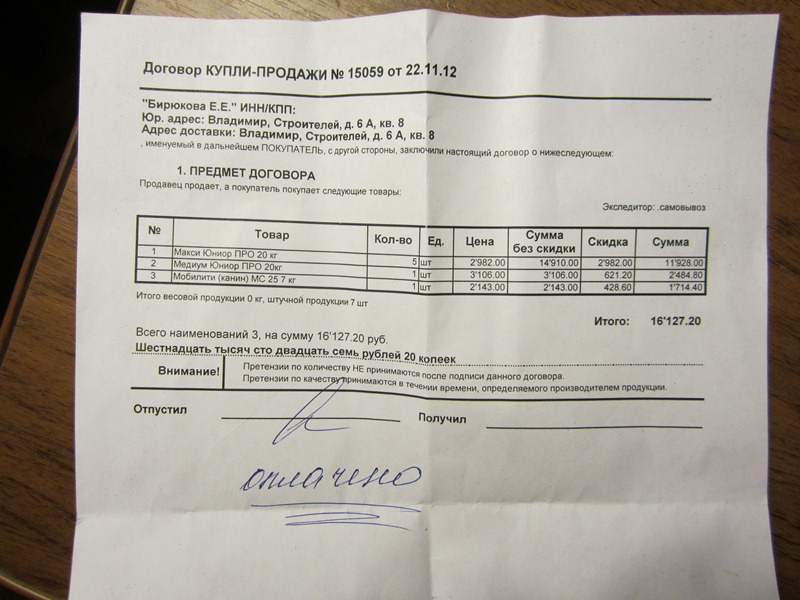 Договор КУПЛИ-ПРОДАЖИ № 15059 от 22.11.12
"Бирюкова Е.Е." ИНН/КПП:
Юр. адрес: Владимир, Строителей, д. 6 А, кв. 8
Адрес доставки: Владимир, Строителей, д. 6 А, кв. 8
, именуемый в дальнейшем ПОКУПАТЕЛЬ, с другой стороны, заключили настоящий договор о нижеследующем:
1. ПРЕДМЕТ ДОГОВОРА
Продавец продает, а покупатель покупает следующие товары:
Экспедитор: .самовывоз
№ Товар Кол-во Ед. Цена Сумма без скидки Скидка Сумма
1 Макси Юниор ПРО 20 кг 5 шт 2'982.00 14'910.00 2'982.00 11'928.00
2 Медиум Юниор ПРО 20кг 1 шт 3'106.00 3'106.00 621.20 2'484.80
3 Мобилити (канин) МС 25 7 кг 1 шт 2'143.00 2'143.00 428.60 1'714.40
Итого весовой продукции 0 кг, штучной продукции 7 шт
Итого: 16'127.20
Всего наименований 3, на сумму 16'127.20 руб.
Шестнадцать тысяч сто двадцать семь рублей 20 копеек
Внимание! Претензии по количеству НЕ принимаются после подписи данного договора.
Претензии по качеству принимаются в течении времени, определяемого производителем продукции.
Отпустил Получил
оплачено